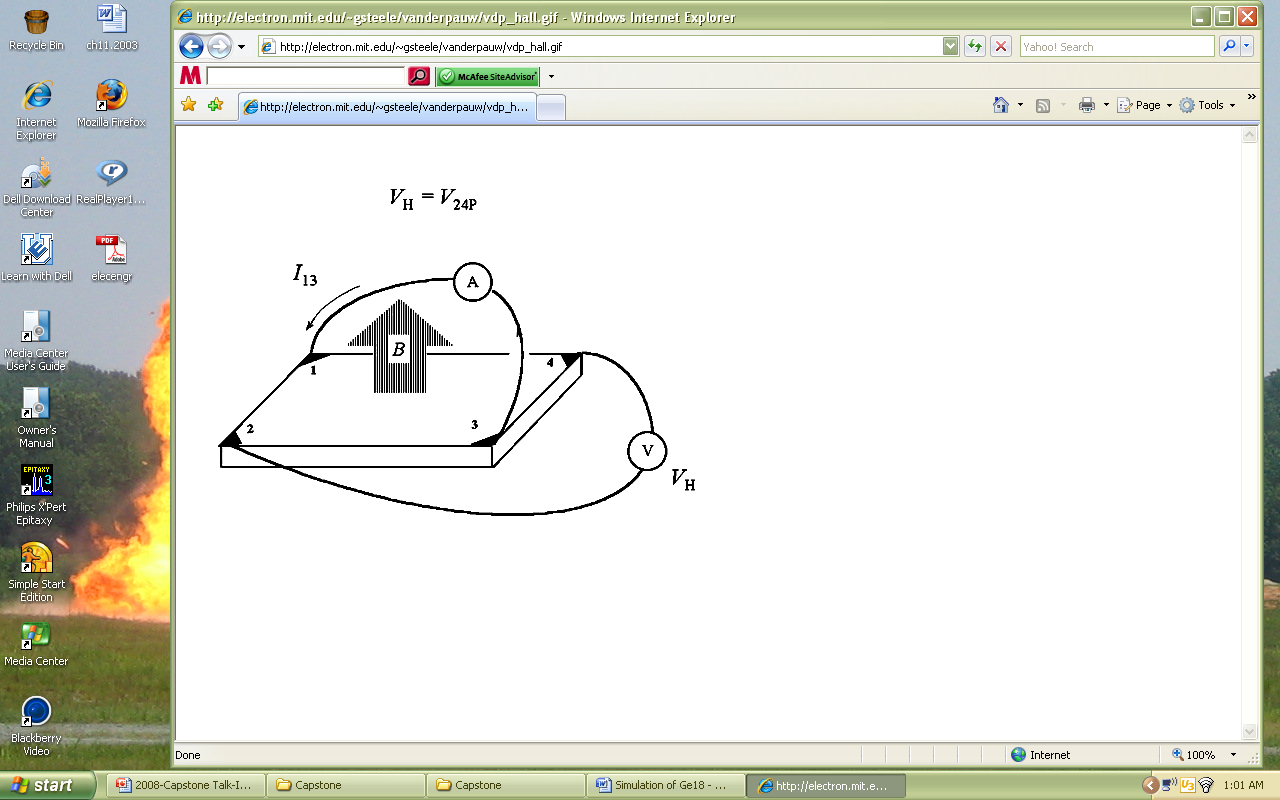 Recycle Bin
ch11.2003
Internet
Explorer
Mozilla Firefox
Dell Download
Center
RealPlayer1...
Learn with Dell
PDF
elecengr
Media Center
User's Guide
Owner's
Manual
EPITAXY
3
Philips X'Pert
Epitaxy
Simple Start
Edition
Media Center
Blackberry
Video
http://electron.mit.edu/~gsteele/vanderpauw/vdp_hall.gif - Windows Internet Explorer
http://electron.mit.edu/~gsteele/vanderpauw/vdp_hall.gif
Yahoo! Search
M
McAfee SiteAdvisor
http://electron.mit.edu/~gsteele/vanderpauw/vdp_h...
Page
Tools
»
V_H = V_24P
I_13
A
B
1
4
2
3
V
V_H
Done
Internet
100%
start
2008-Capstone Talk-I...
Capstone
Capstone
Simulation of Ge18 - ...
http://electron.mit.e...
1:01 AM